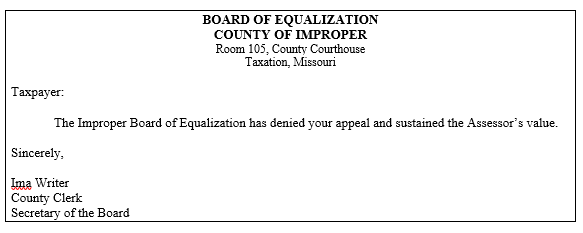 BOARD OF EQUALIZATION
COUNTY OF IMPROPER
Room 105, County Courthouse
Taxation, Missouri
Taxpayer:
The Improper Board of Equalization has denied your appeal and sustained the Assessor’s value.
Sincerely,
Ima Writer
County Clerk
Secretary of the Board